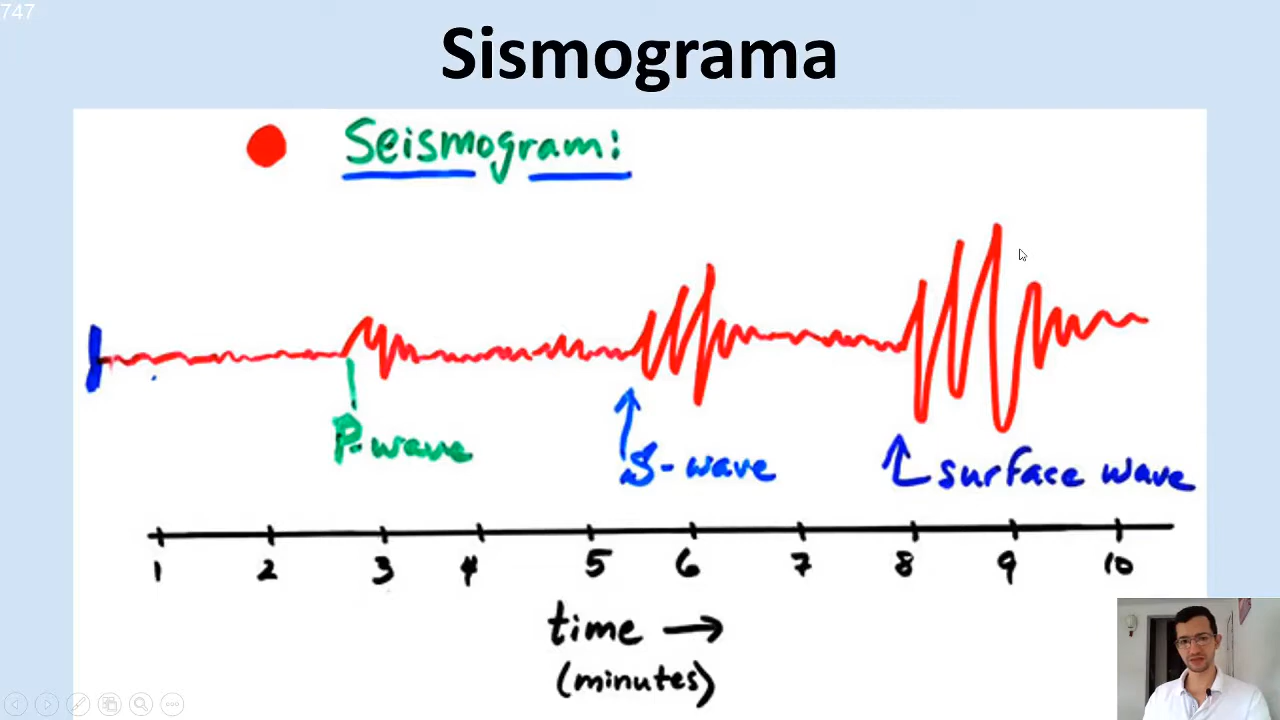 747
Sismograma
Seismogram:
P-wave
S-wave
surface wave
1 2 3 4 5 6 7 8 9 10
time →
(minutes)